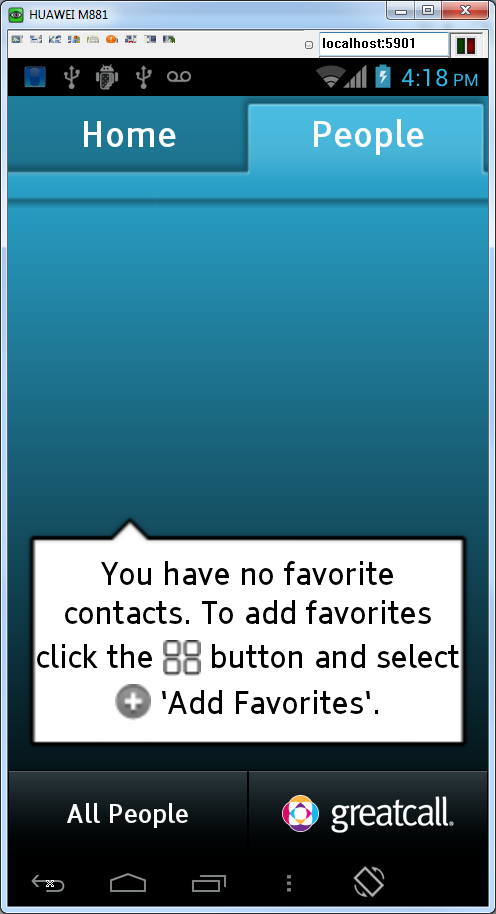 HUAWEI M881
localhost:5901
4:18 PM
Home
People
You have no favorite
contacts. To add favorites
click the button and select
'Add Favorites'.
All People
greatcall.